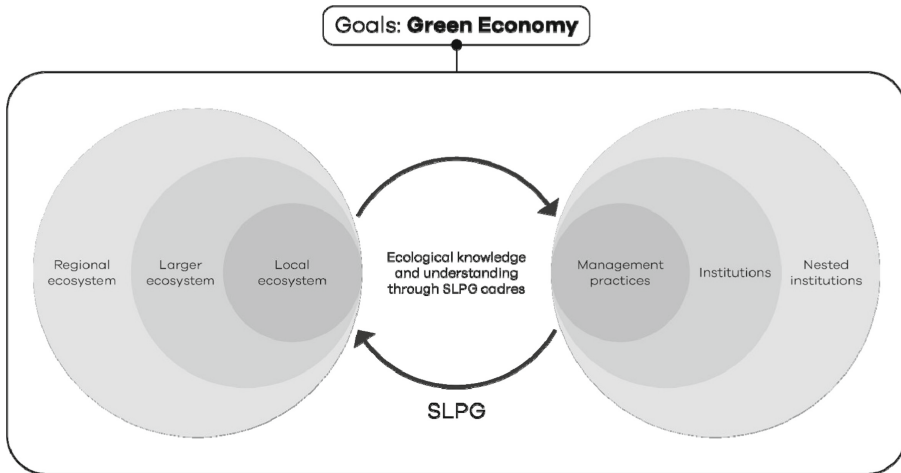 Goals: Green Economy
Regional
ecosystem
Larger
ecosystem
Local
ecosystem
Ecological knowledge
and understanding
through SLPG cadres
Management
practices
Institutions
Nested
institutions
SLPG